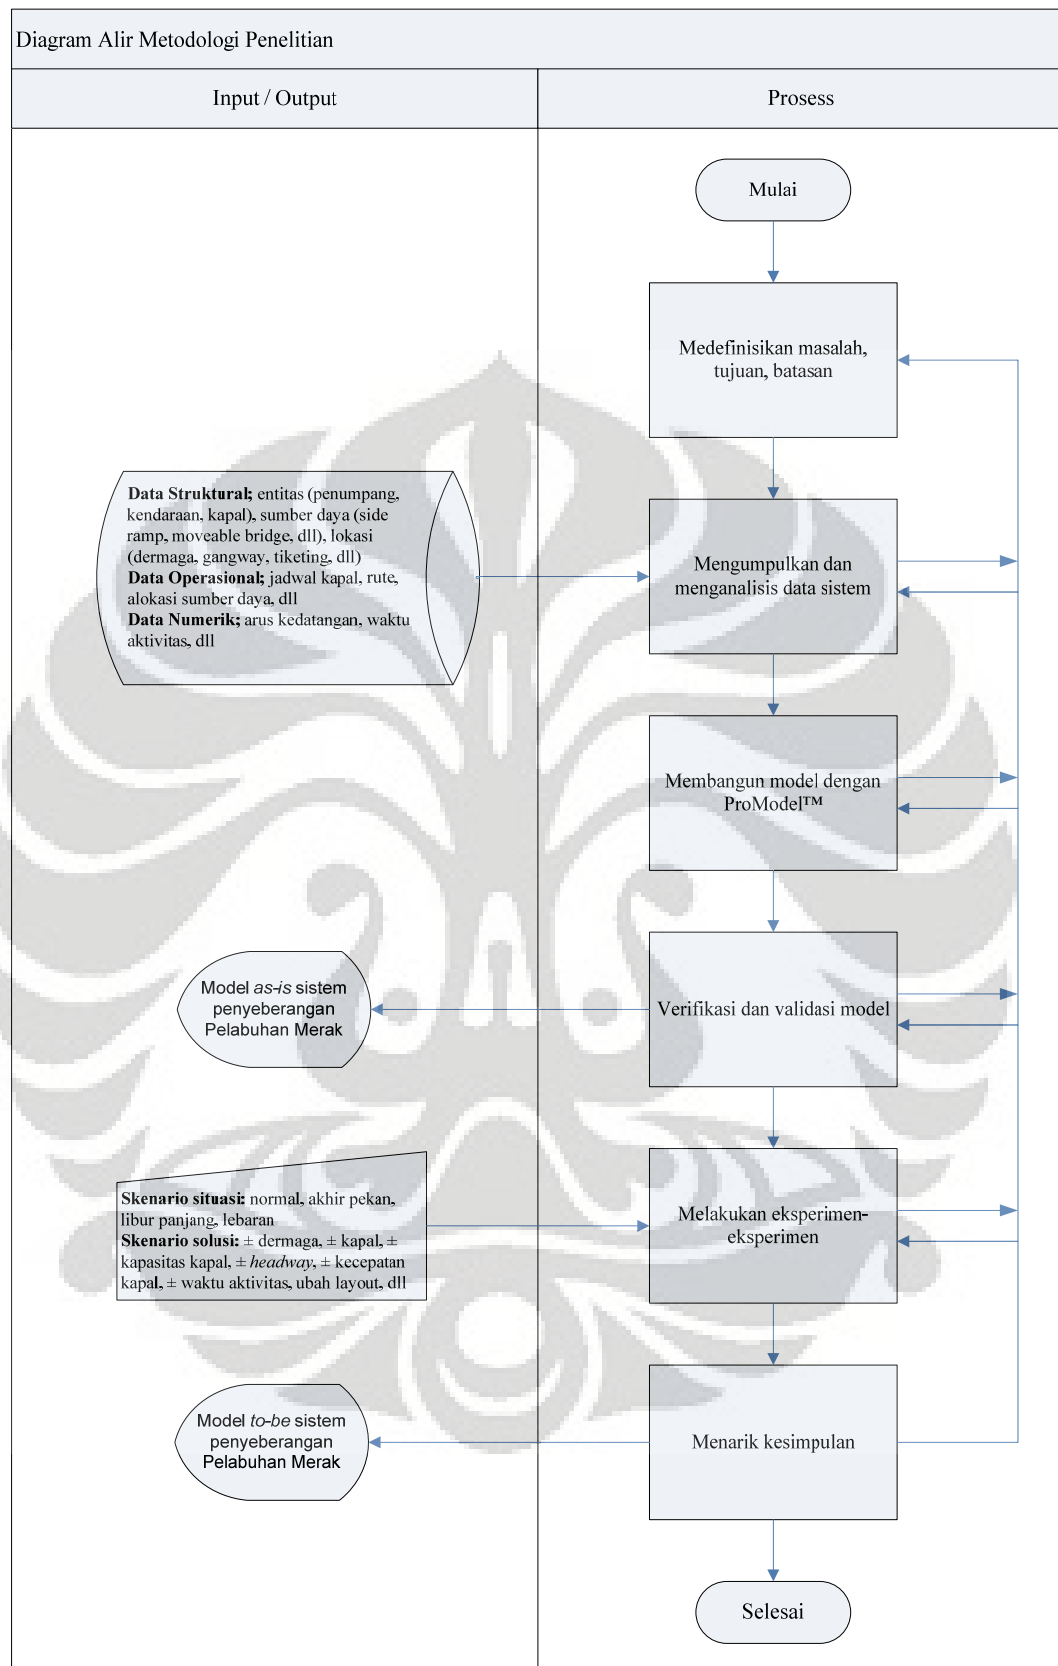 Diagram Alir Metodologi Penelitian
Input / Output
Prosess
Mulai
Medefinisikan masalah,
tujuan, batasan
Data Struktural; entitas (penumpang,
kendaraan, kapal), sumber daya (side
ramp, moveable bridge, dll), lokasi
(dermaga, gangway, tiketing, dll)
Data Operasional; jadwal kapal, rute,
alokasi sumber daya, dll
Data Numerik; arus kedatangan, waktu
aktivitas, dll
Mengumpulkan dan
menganalisis data sistem
Membangun model dengan
ProModel™
Model as-is sistem
penyeberangan
Pelabuhan Merak
Verifikasi dan validasi model
Skenario situasi: normal, akhir pekan,
libur panjang, lebaran
Skenario solusi: ± dermaga, ± kapal, ±
kapasitas kapal, ± headway, ± kecepatan
kapal, ± waktu aktivitas, ubah layout, dll
Melakukan eksperimen-
eksperimen
Model to-be sistem
penyeberangan
Pelabuhan Merak
Menarik kesimpulan
Selesai